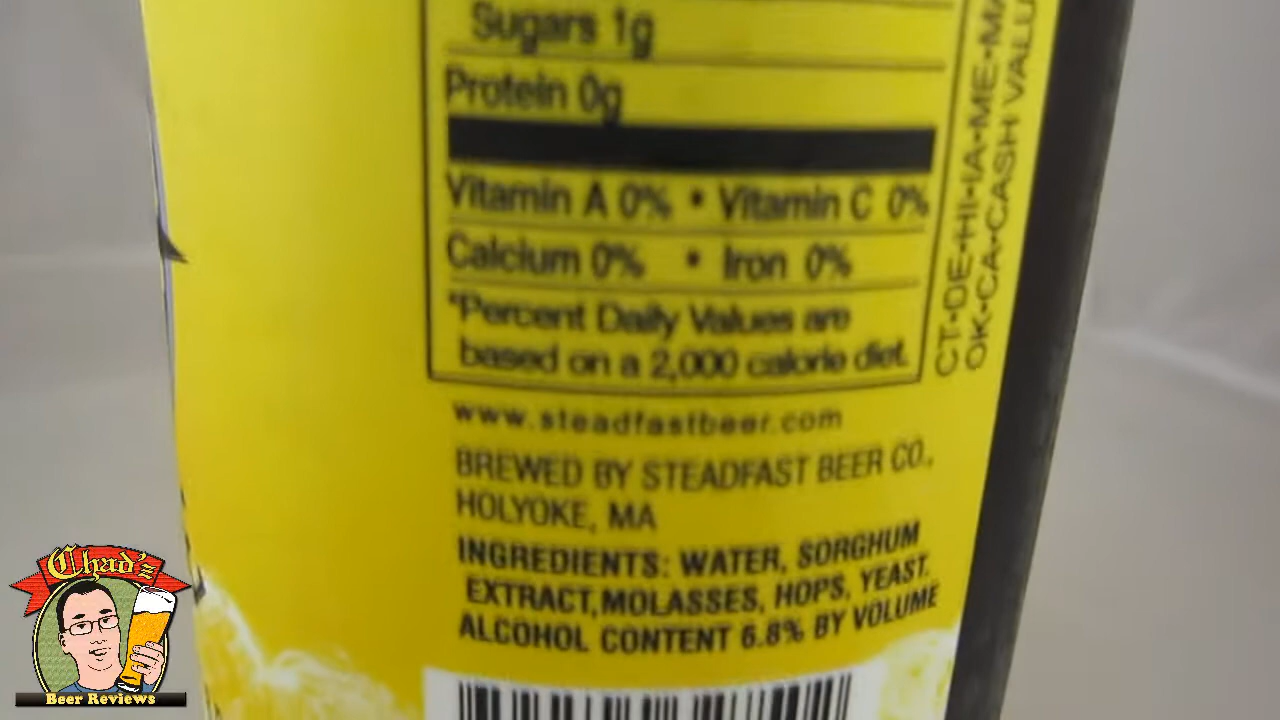 Sugars 1g
Protein 0g
Vitamin A 0% • Vitamin C 0%
Calcium 0% • Iron 0%
*Percent Daily Values are
based on a 2,000 calorie diet.
www.steadfastbeer.com
BREWED BY STEADFAST BEER CO.,
HOLYOKE, MA
INGREDIENTS: WATER, SORGHUM
EXTRACT,MOLASSES, HOPS, YEAST.
ALCOHOL CONTENT 6.8% BY VOLUME
CT•DE•HI•IA•ME•MA
OK•CA•CASH VALU
Chad'z
Beer Reviews